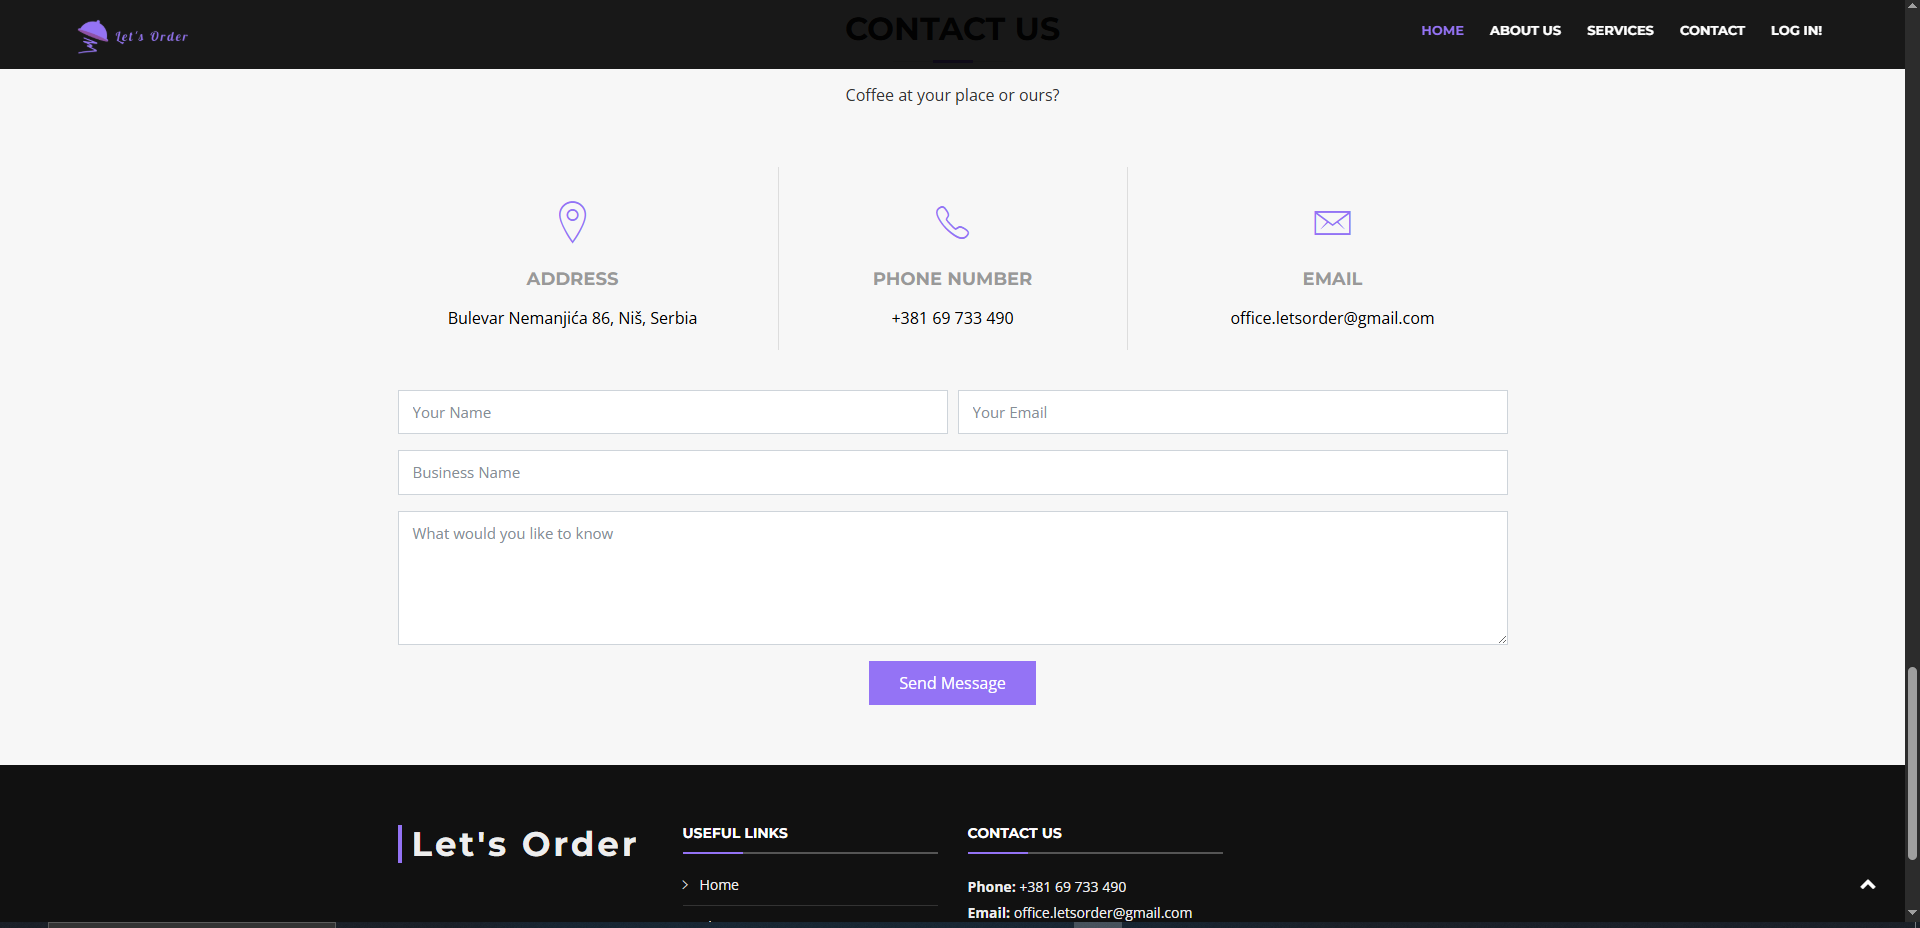 Let's Order
CONTACT US
HOME ABOUT US SERVICES CONTACT LOG IN!
Coffee at your place or ours?
ADDRESS
Bulevar Nemanjića 86, Niš, Serbia
PHONE NUMBER
+381 69 733 490
EMAIL
office.letsorder@gmail.com
Your Name
Your Email
Business Name
What would you like to know
Send Message
Let's Order
USEFUL LINKS
Home
CONTACT US
Phone: +381 69 733 490
Email: office.letsorder@gmail.com